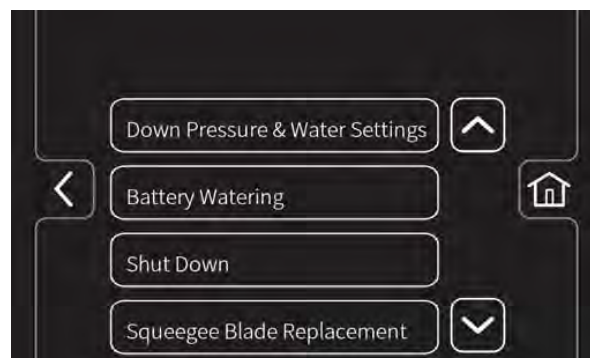 Down Pressure & Water Settings
Battery Watering
Shut Down
Squeegee Blade Replacement